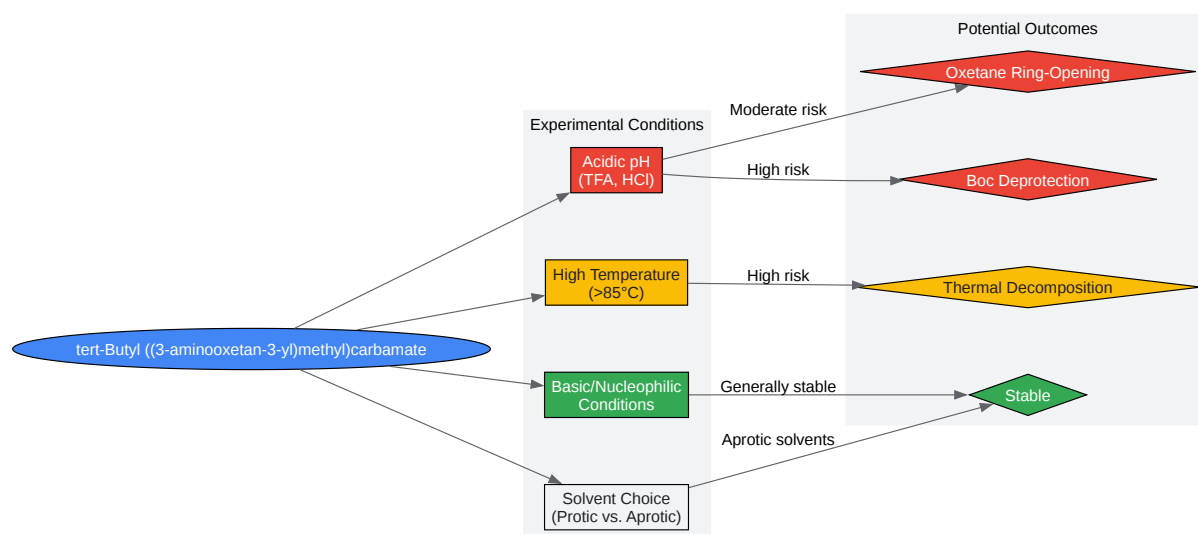 Potential Outcomes
Oxetane Ring-Opening
Moderate risk
Experimental Conditions
Acidic pH
(TFA, HCl)
High risk
Boc Deprotection
High Temperature
(>85°C)
High risk
Thermal Decomposition
tert-Butyl ((3-aminooxetan-3-yl)methyl)carbamate
Basic/Nucleophilic
Conditions
Generally stable
Stable
Aprotic solvents
Solvent Choice
(Protic vs. Aprotic)